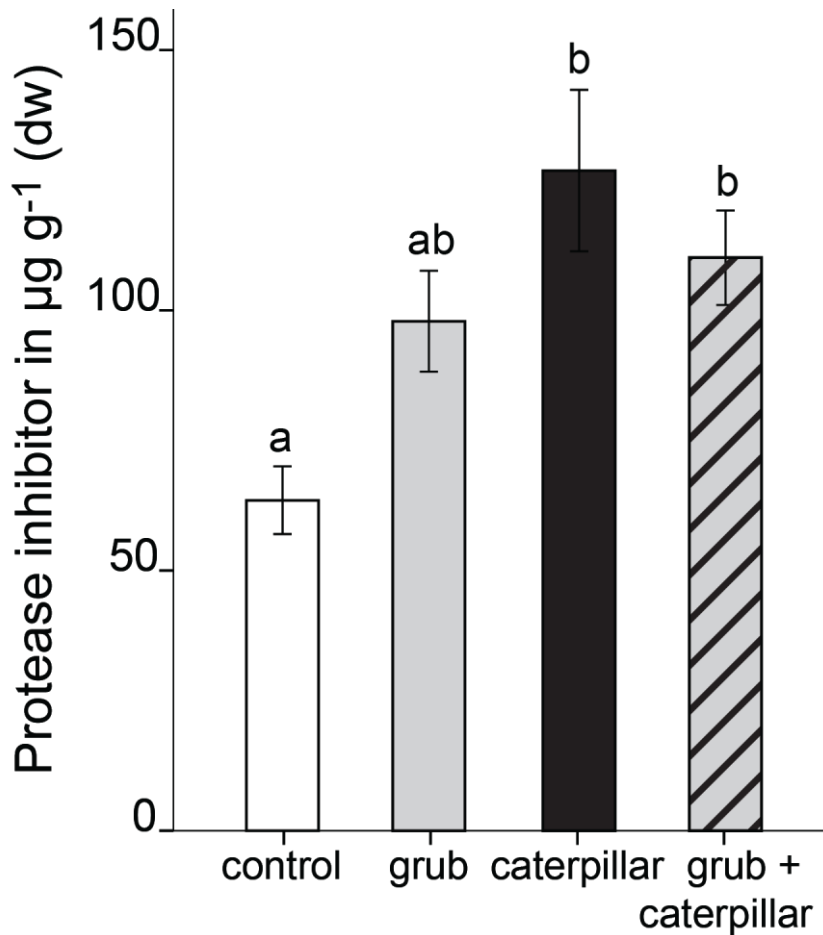 Protease inhibitor in µg g-1 (dw)
150
100
50
0
a
ab
b
b
control
grub
caterpillar
grub +
caterpillar